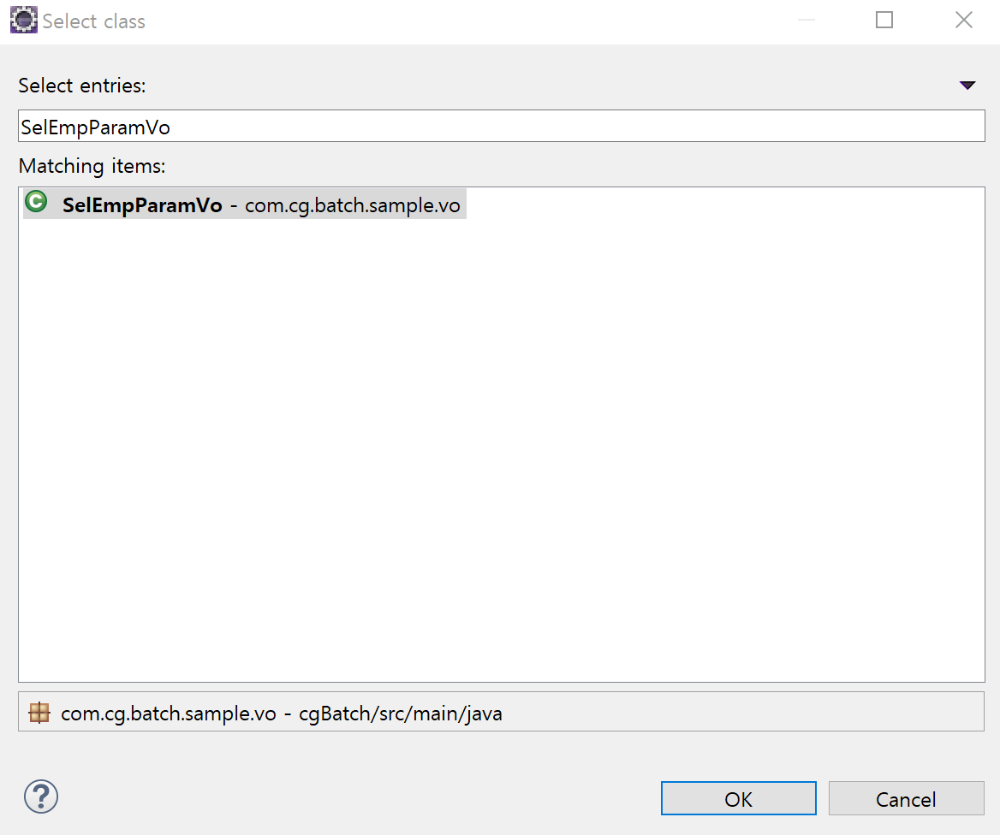 Select class
Select entries:
SelEmpParamVo
Matching items:
SelEmpParamVo - com.cg.batch.sample.vo
com.cg.batch.sample.vo - cgBatch/src/main/java
OK Cancel